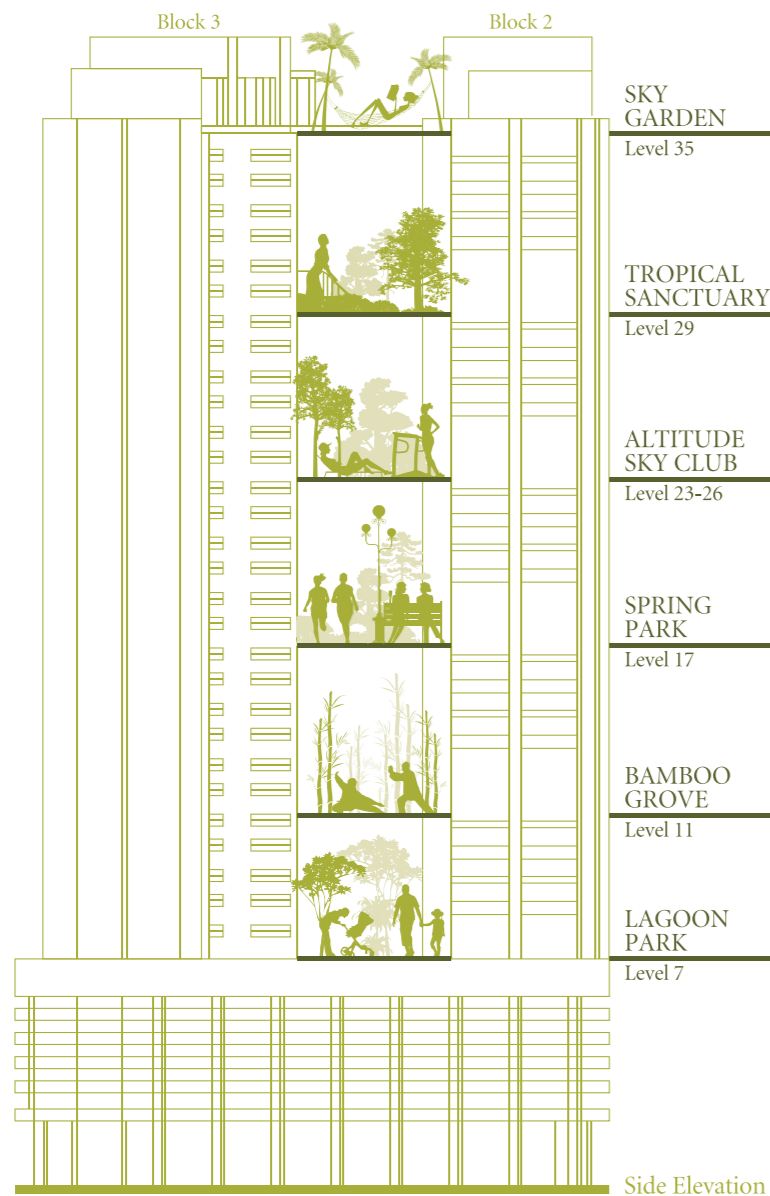 Block 3
Block 2
SKY
GARDEN
Level 35
TROPICAL
SANCTUARY
Level 29
ALTITUDE
SKY CLUB
Level 23-26
SPRING
PARK
Level 17
BAMBOO
GROVE
Level 11
LAGOON
PARK
Level 7
Side Elevation